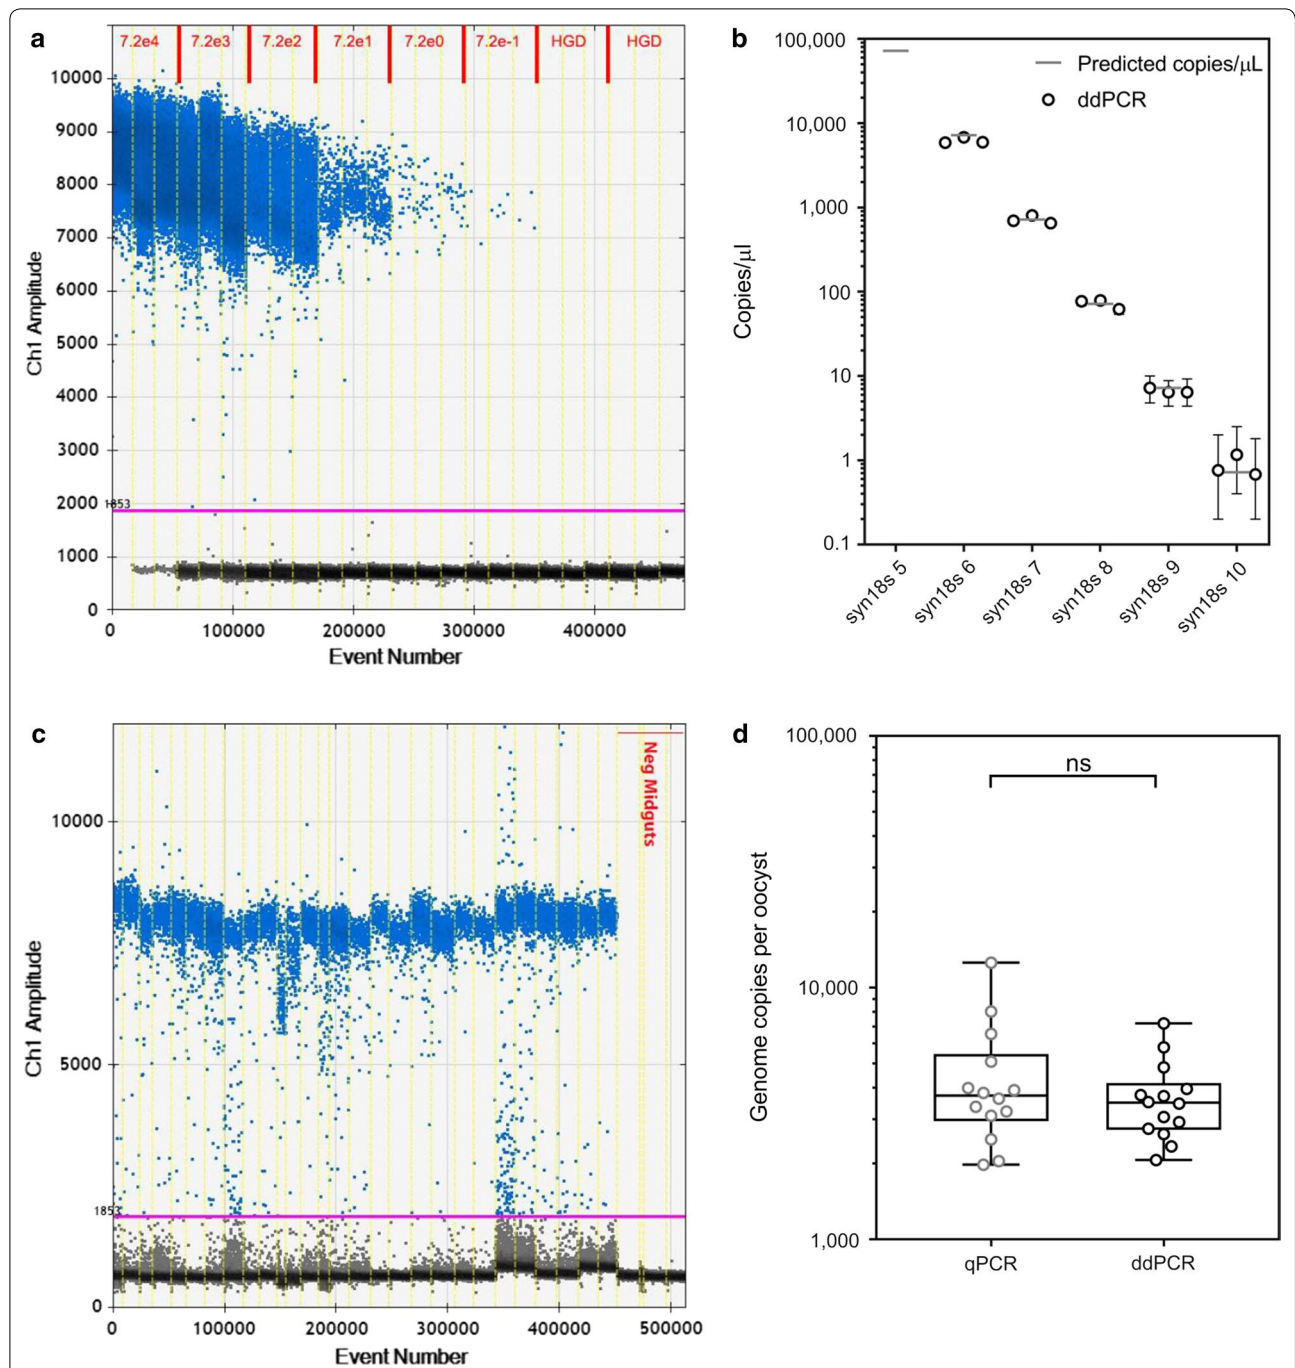 a
7.2e4 7.2e3 7.2e2 7.2e1 7.2e0 7.2e-1 HGD HGD
10000
9000
8000
7000
6000
5000
4000
3000
2000
1853
1000
0
Ch1 Amplitude
0 100000 200000 300000 400000
Event Number
b
100,000
10,000
1,000
100
10
1
0.1
Copies/µl
Predicted copies/µL
ddPCR
syn18s 5
syn18s 6
syn18s 7
syn18s 8
syn18s 9
syn18s 10
c
10000
5000
1853
0
Ch1 Amplitude
Neg Midguts
0 100000 200000 300000 400000 500000
Event Number
d
100,000
10,000
1,000
Genome copies per oocyst
ns
qPCR ddPCR